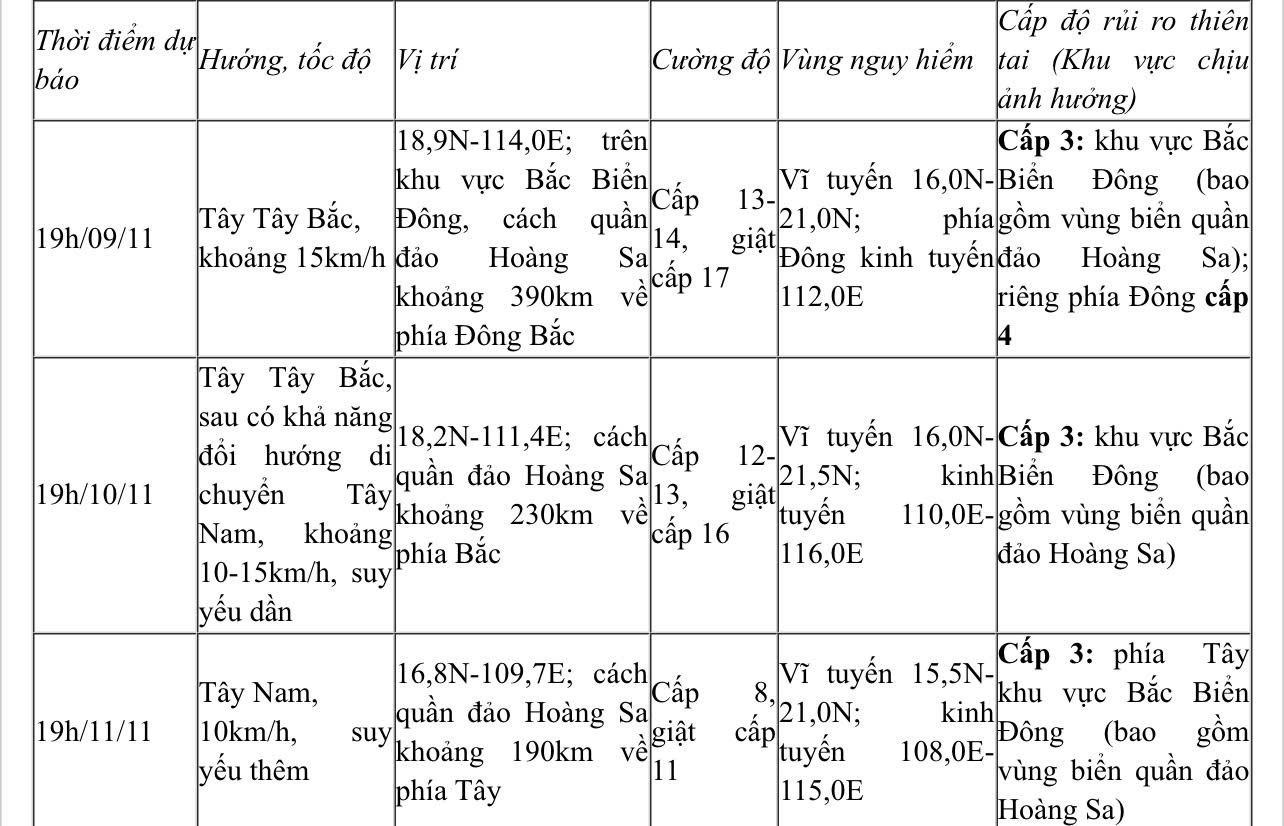 Thời điểm dự
báo
Hướng, tốc độ
Vị trí
Cường độ
Vùng nguy hiểm
Cấp độ rủi ro thiên
tai (Khu vực chịu
ảnh hưởng)
19h/09/11
Tây Tây Bắc,
khoảng 15km/h
18,9N-114,0E; trên
khu vực Bắc Biển
Đông, cách quần
đảo Hoàng Sa
khoảng 390km về
phía Đông Bắc
Cấp 13-
14, giật
cấp 17
Vĩ tuyến 16,0N-
21,0N; phía
Đông kinh tuyến
112,0E
Cấp 3: khu vực Bắc
Biển Đông (bao
gồm vùng biển quần
đảo Hoàng Sa);
riêng phía Đông cấp
4
19h/10/11
Tây Tây Bắc,
sau có khả năng
đổi hướng di
chuyển Tây
Nam, khoảng
10-15km/h, suy
yếu dần
18,2N-111,4E; cách
quần đảo Hoàng Sa
khoảng 230km về
phía Bắc
Cấp 12-
13, giật
cấp 16
Vĩ tuyến 16,0N-
21,5N; kinh
tuyến 110,0E-
116,0E
Cấp 3: khu vực Bắc
Biển Đông (bao
gồm vùng biển quần
đảo Hoàng Sa)
19h/11/11
Tây Nam,
10km/h, suy
yếu thêm
16,8N-109,7E; cách
quần đảo Hoàng Sa
khoảng 190km về
phía Tây
Cấp 8,
giật cấp
11
Vĩ tuyến 15,5N-
21,0N; kinh
tuyến 108,0E-
115,0E
Cấp 3: phía Tây
khu vực Bắc Biển
Đông (bao gồm
vùng biển quần đảo
Hoàng Sa)